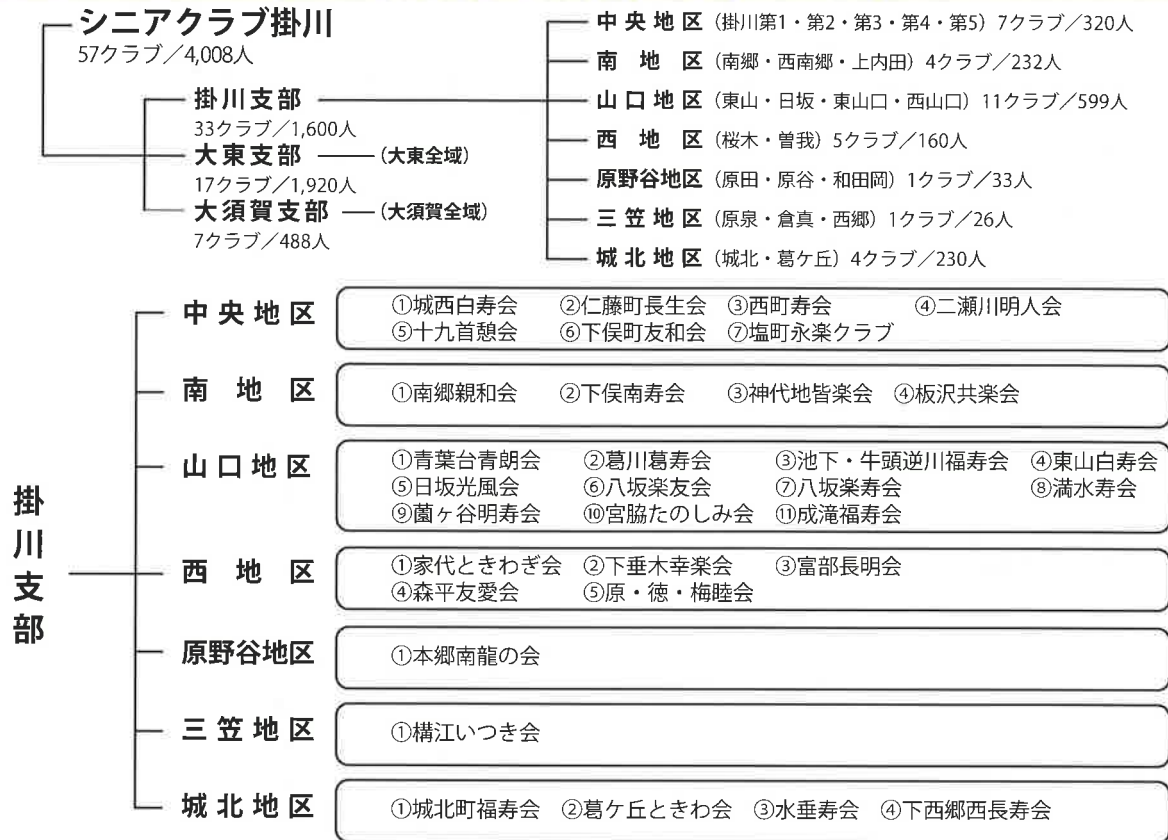 シニアクラブ掛川
57クラブ／4,008人
掛川支部
33クラブ／1,600人
大東支部 （大東全域）
17クラブ／1,920人
大須賀支部 （大須賀全域）
7クラブ／488人
中央地区（掛川第1・第2・第3・第4・第5）7クラブ／320人
南地区（南郷・西南郷・上内田）4クラブ／232人
山口地区（東山・日坂・東山口・西山口）11クラブ／599人
西地区（桜木・曽我）5クラブ／160人
原野谷地区（原田・原谷・和田岡）1クラブ／33人
三笠地区（原泉・倉真・西郷）1クラブ／26人
城北地区（城北・葛ケ丘）4クラブ／230人
掛川支部
中央地区
①城西白寿会 ②仁藤町長生会 ③西町寿会 ④二瀬川明人会
⑤十九首憩会 ⑥下俣町友和会 ⑦塩町永楽クラブ
南地区
①南郷親和会 ②下俣南寿会 ③神代地皆楽会 ④板沢共楽会
山口地区
①青葉台青朗会 ②葛川葛寿会 ③池下・牛頭逆川福寿会 ④東山白寿会
⑤日坂光風会 ⑥八坂楽友会 ⑦八坂楽寿会 ⑧満水寿会
⑨薗ヶ谷明寿会 ⑩宮脇たのしみ会 ⑪成滝福寿会
西地区
①家代ときわぎ会 ②下垂木幸楽会 ③富部長明会
④森平友愛会 ⑤原・徳・梅睦会
原野谷地区
①本郷南龍の会
三笠地区
①構江いつき会
城北地区
①城北町福寿会 ②葛ケ丘ときわ会 ③水垂寿会 ④下西郷西長寿会